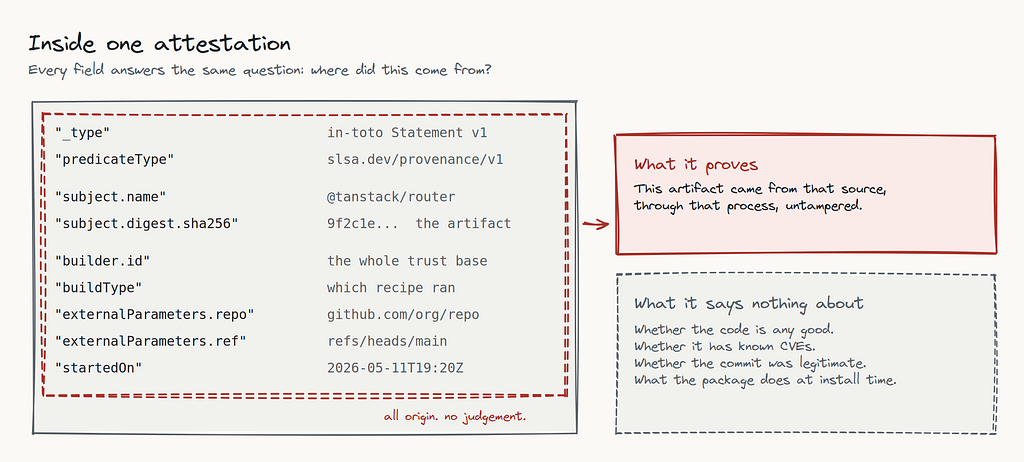 Inside one attestation
Every field answers the same question: where did this come from?
"_type" in-toto Statement v1
"predicateType" slsa.dev/provenance/v1
"subject.name" @tanstack/router
"subject.digest.sha256" 9f2c1e... the artifact
"builder.id" the whole trust base
"buildType" which recipe ran
"externalParameters.repo" github.com/org/repo
"externalParameters.ref" refs/heads/main
"startedOn" 2026-05-11T19:20Z
all origin. no judgement.
What it proves
This artifact came from that source,
through that process, untampered.
What it says nothing about
Whether the code is any good.
Whether it has known CVEs.
Whether the commit was legitimate.
What the package does at install time.